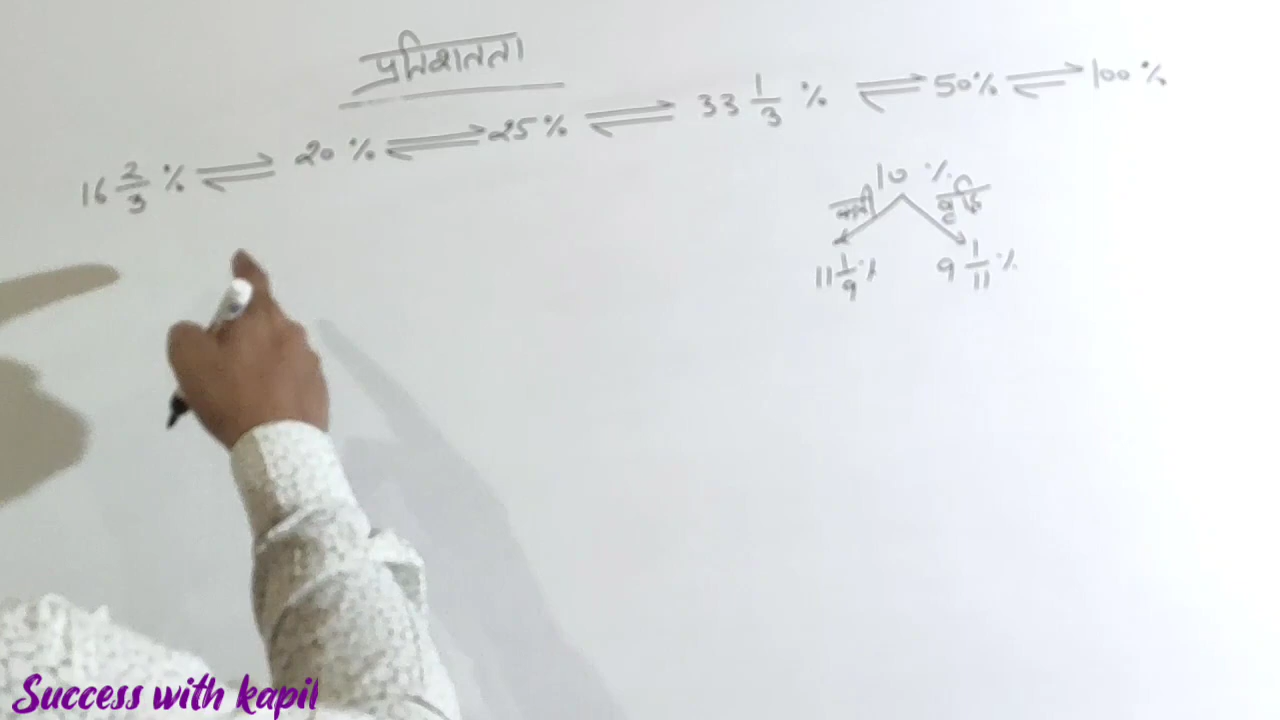 प्रतिशतता
16 2/3 % ⇌ 20 % ⇌ 25 % ⇌ 33 1/3 % ⇌ 50% ⇌ 100 %
10 %
कमी वृद्धि
11 1/9 % 9 1/11 %
Success with kapil